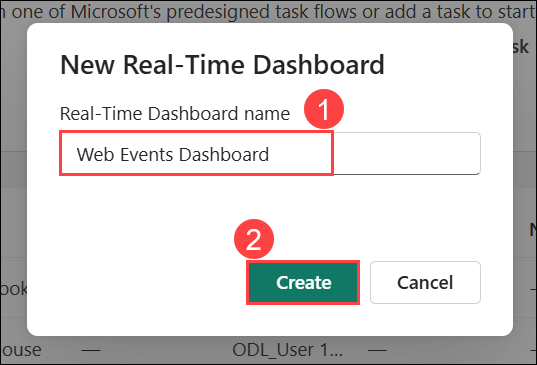 n one of Microsoft's predesigned task flows or add a task to start
sk
New Real-Time Dashboard
Real-Time Dashboard name
1
Web Events Dashboard
2
N
Create
Cancel
ook
ouse — ODL_User 1... —